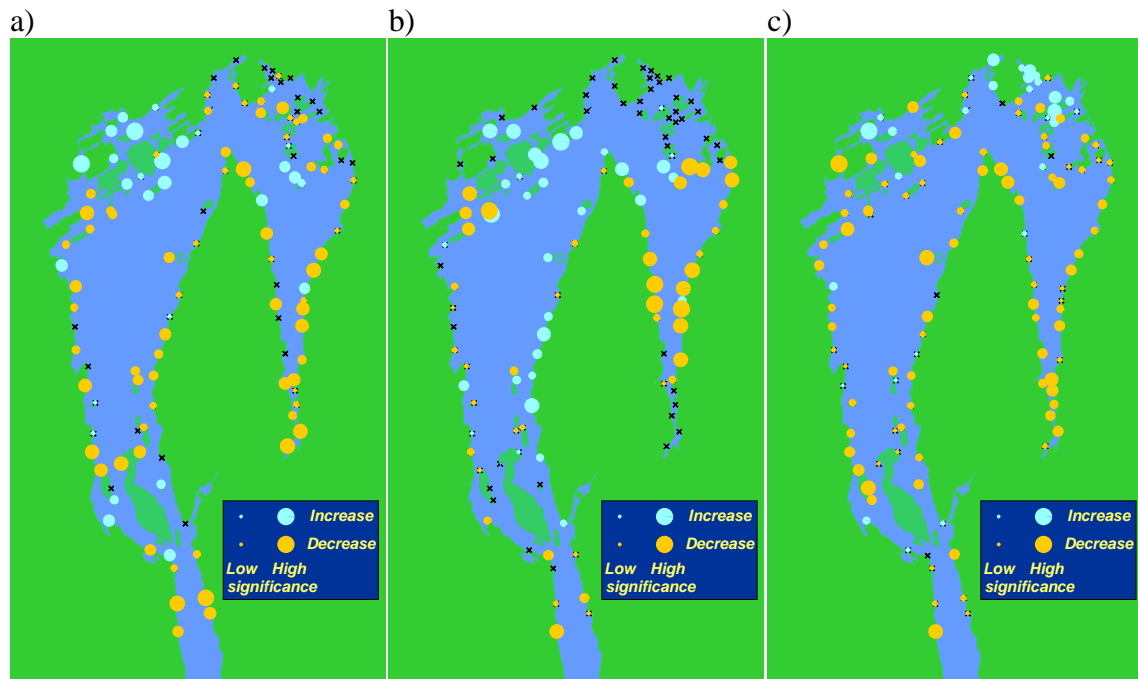 a)
b)
c)
Increase
Decrease
Low High
significance
Increase
Decrease
Low High
significance
Increase
Decrease
Low High
significance